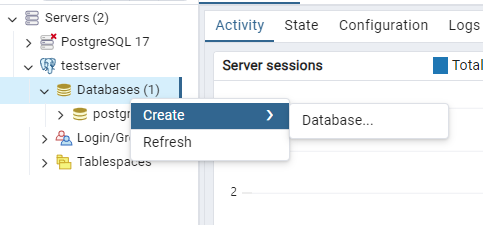 Servers (2)
PostgreSQL 17
testserver
Databases (1)
postgr
Login/Gr
Tablespaces
Create
Refresh
Database...
Activity State Configuration Logs
Server sessions
Total
2